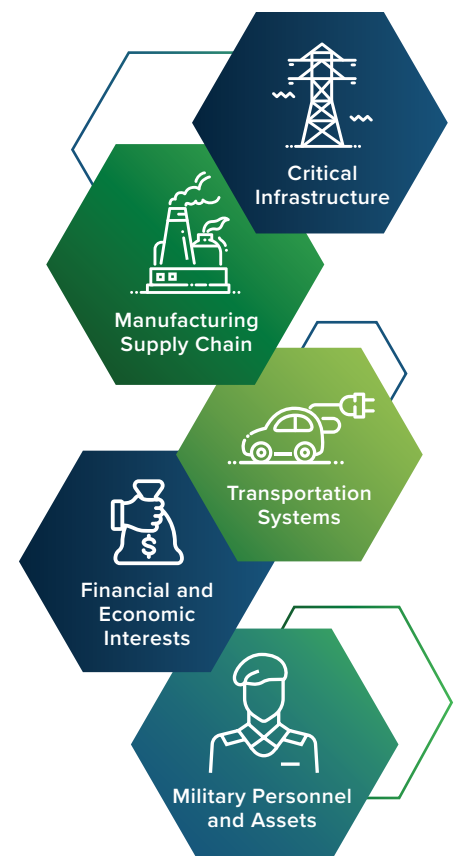 Critical
Infrastructure
Manufacturing
Supply Chain
Transportation
Systems
$
Financial and
Economic
Interests
Military Personnel
and Assets